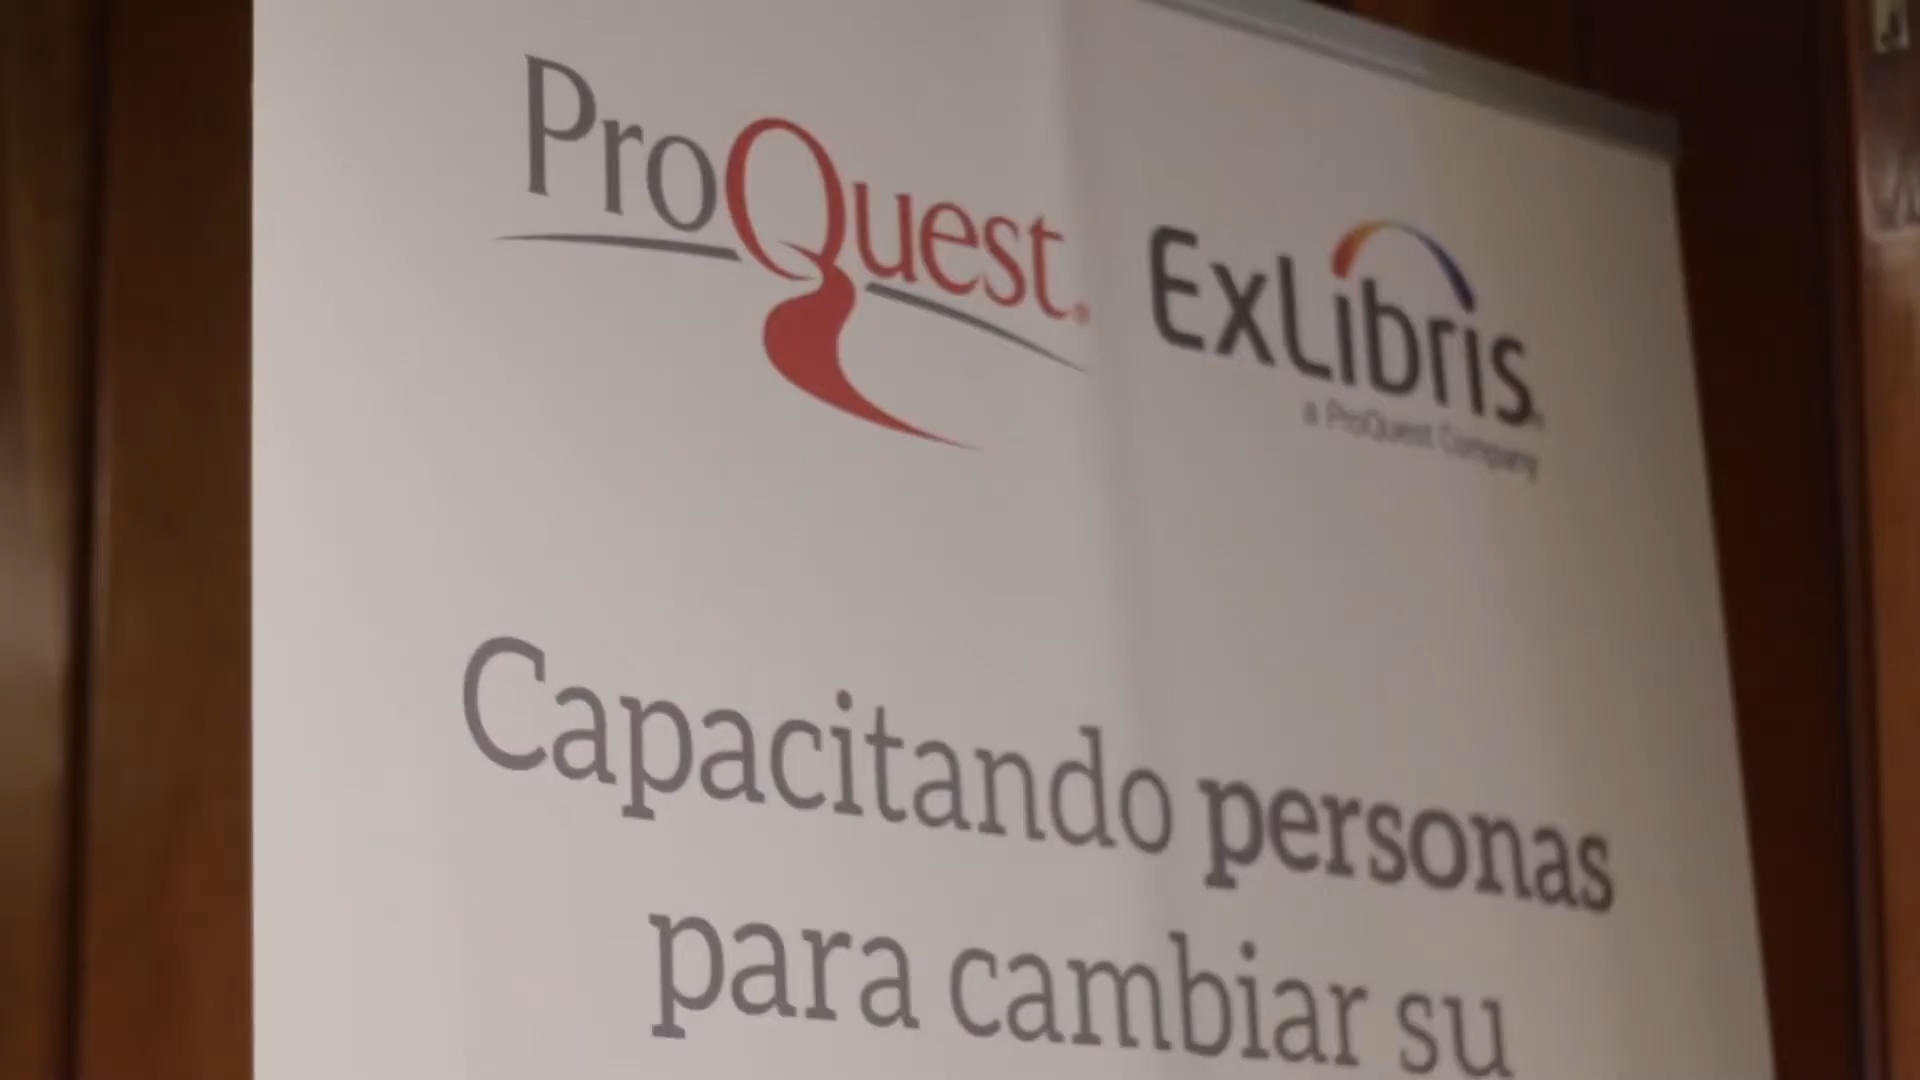 ProQuest®
ExLibris®
a ProQuest Company
Capacitando personas
para cambiar su